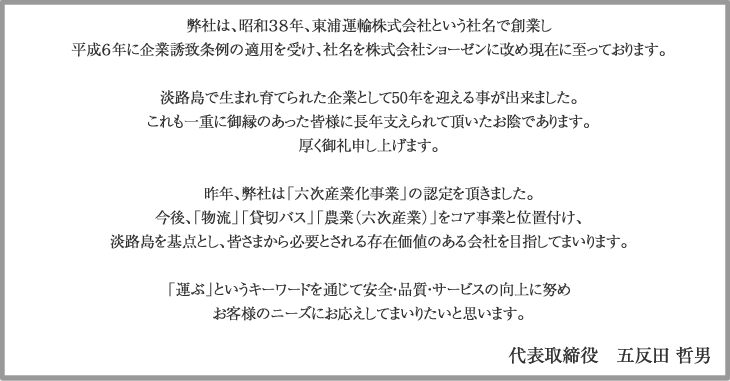 弊社は、昭和３８年、東浦運輸株式会社という社名で創業し
平成６年に企業誘致条例の適用を受け、社名を株式会社ショーゼンに改め現在に至っております。
淡路島で生まれ育てられた企業として50年を迎える事が出来ました。
これも一重に御縁のあった皆様に長年支えられて頂いたお陰であります。
厚く御礼申し上げます。
昨年、弊社は「六次産業化事業」の認定を頂きました。
今後、「物流」「貸切バス」「農業（六次産業）」をコア事業と位置付け、
淡路島を基点とし、皆さまから必要とされる存在価値のある会社を目指してまいります。
「運ぶ」というキーワードを通じて安全・品質・サービスの向上に努め
お客様のニーズにお応えしてまいりたいと思います。
代表取締役　五反田 哲男